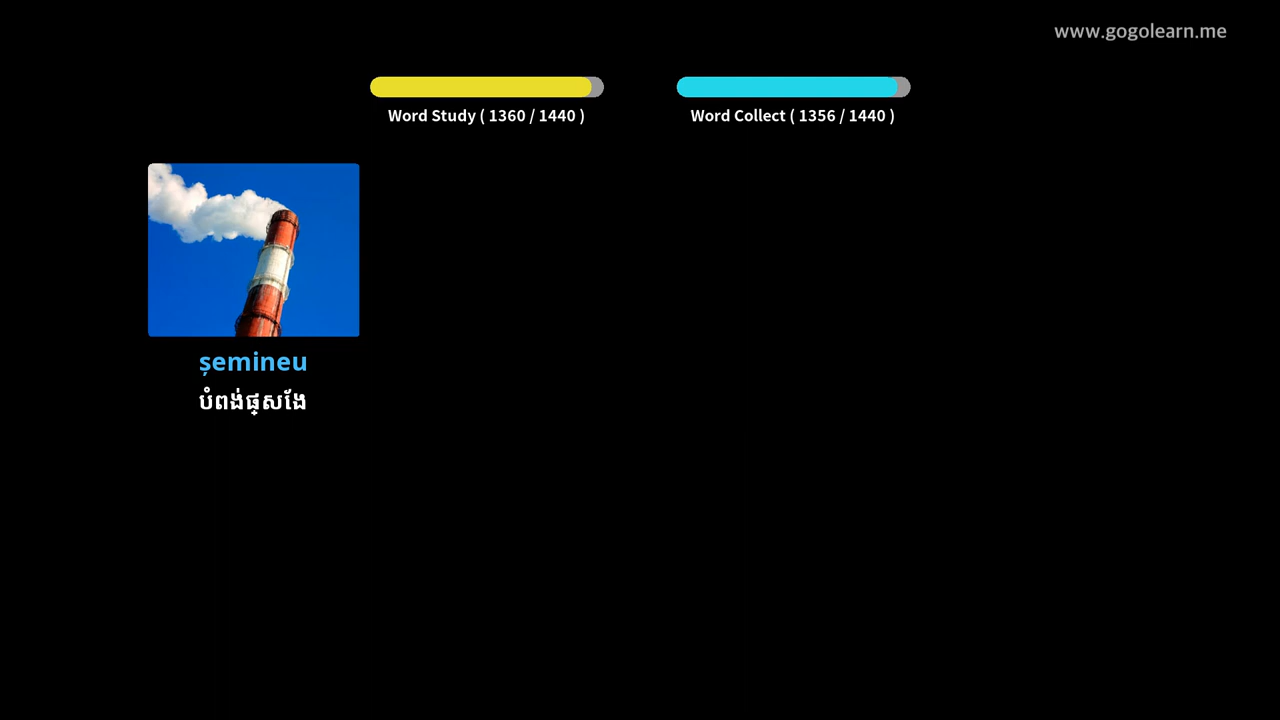 www.gogolearn.me
Word Study ( 1360 / 1440 )
Word Collect ( 1356 / 1440 )
șemineu
បំពង់ផ្សែង